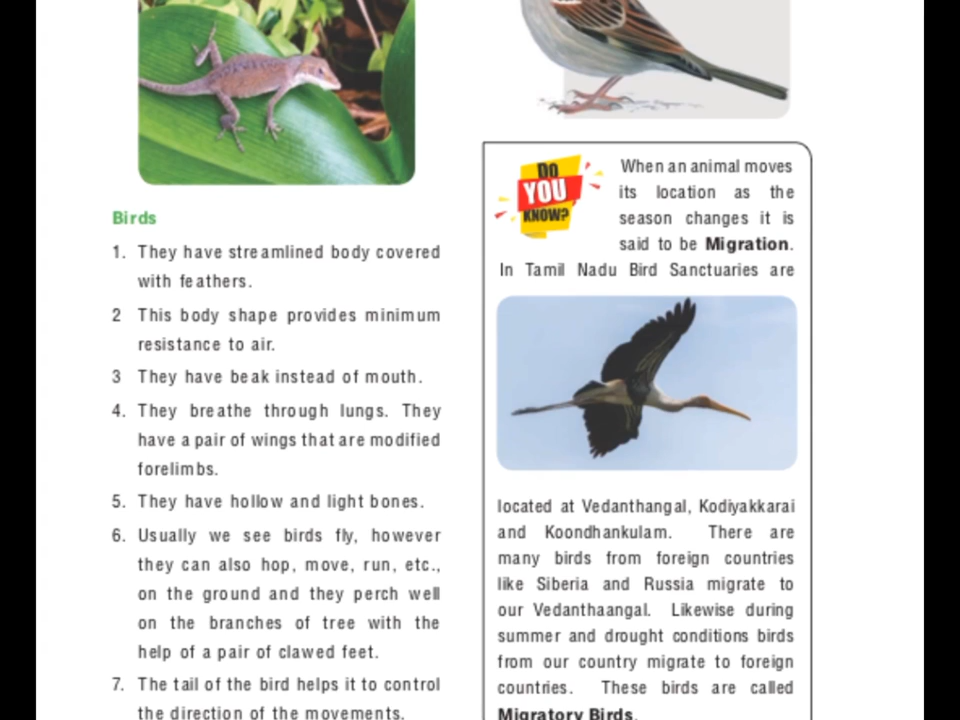 Birds
1. They have streamlined body covered
with feathers.
2 This body shape provides minimum
resistance to air.
3 They have beak instead of mouth.
4. They breathe through lungs. They
have a pair of wings that are modified
forelimbs.
5. They have hollow and light bones.
6. Usually we see birds fly, however
they can also hop, move, run, etc.,
on the ground and they perch well
on the branches of tree with the
help of a pair of clawed feet.
7. The tail of the bird helps it to control
the direction of the movements.
DO
YOU
KNOW?
When an animal moves
its location as the
season changes it is
said to be Migration.
In Tamil Nadu Bird Sanctuaries are
located at Vedanthangal, Kodiyakkarai
and Koondhankulam. There are
many birds from foreign countries
like Siberia and Russia migrate to
our Vedanthaangal. Likewise during
summer and drought conditions birds
from our country migrate to foreign
countries. These birds are called
Migratory Birds.